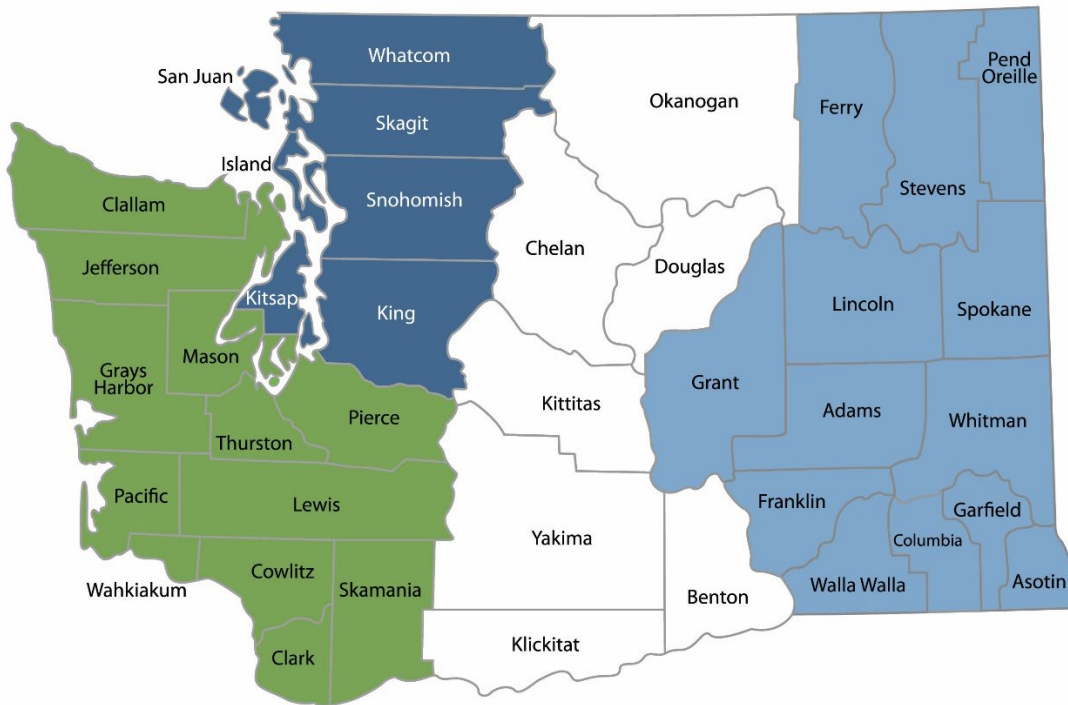 Whatcom
San Juan
Skagit
Okanogan
Ferry
Pend
Oreille
Island
Snohomish
Stevens
Clallam
Chelan
Douglas
Jefferson
Kitsap
King
Lincoln
Spokane
Mason
Grays
Harbor
Grant
Kittitas
Pierce
Adams
Whitman
Thurston
Pacific
Lewis
Franklin
Garfield
Yakima
Columbia
Wahkiakum
Cowlitz
Skamania
Benton
Walla Walla
Asotin
Clark
Klickitat